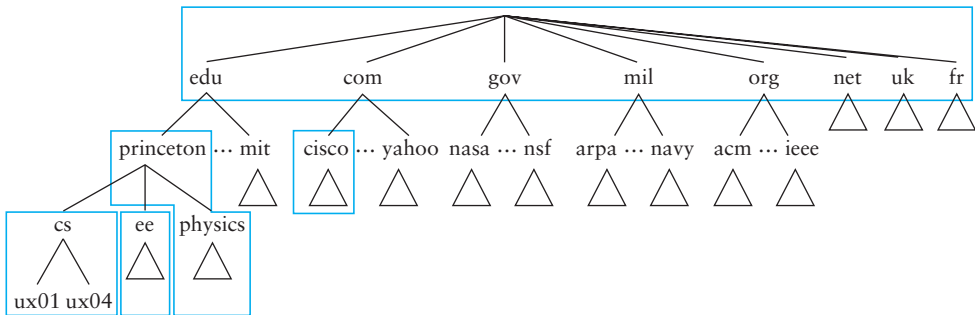 edu com gov mil org net uk fr
princeton ... mit cisco ... yahoo nasa ... nsf arpa ... navy acm ... ieee
cs ee physics
ux01 ux04